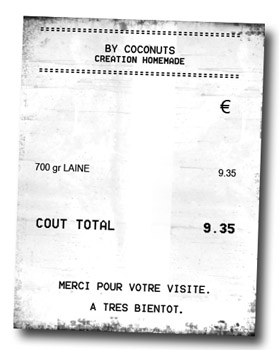 BY COCONUTS
CREATION HOMEMADE
€
700 gr LAINE 9.35
COUT TOTAL 9.35
MERCI POUR VOTRE VISITE.
A TRES BIENTOT.